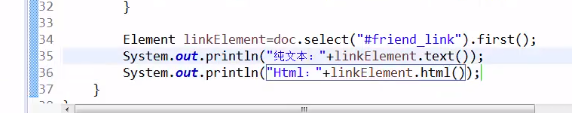 32 }
33
34 Element linkElement=doc.select("#friend_link").first();
35 System.out.println("纯文本："+linkElement.text());
36 System.out.println("Html："+linkElement.html());
37 }